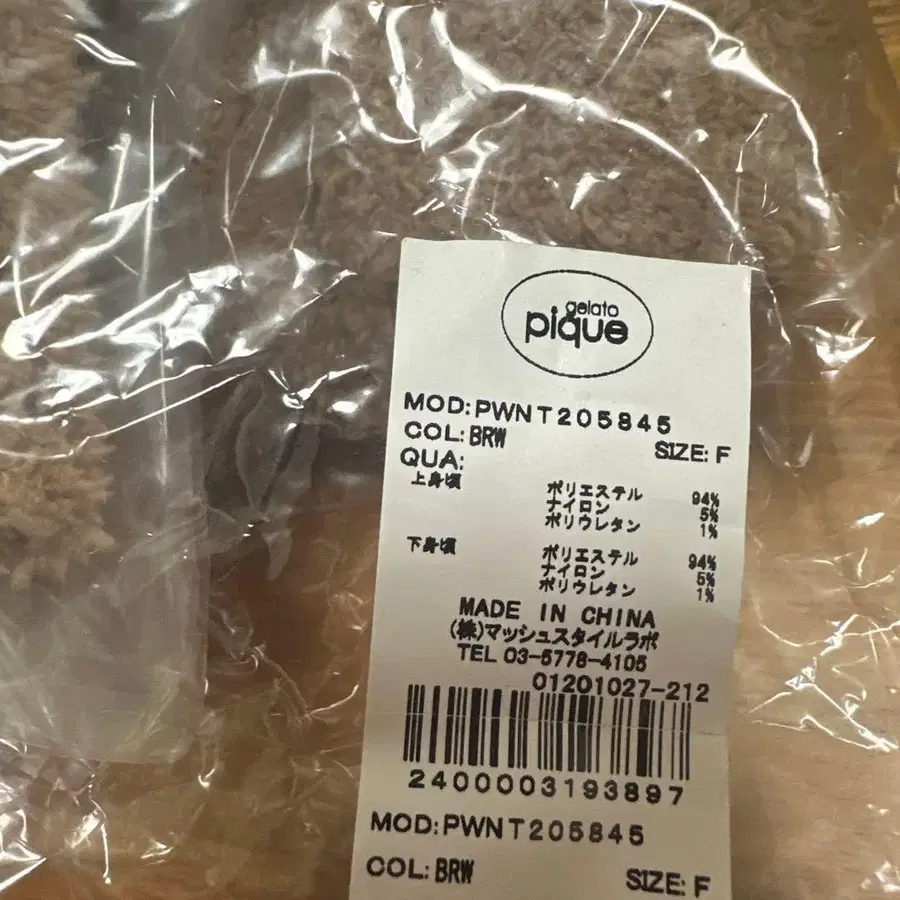 gelato
pique
MOD:PWNT205845
COL:BRW SIZE:F
QUA:
上身頃 ポリエステル 94%
ナイロン 5%
ポリウレタン 1%
下身頃 ポリエステル 94%
ナイロン 5%
ポリウレタン 1%
MADE IN CHINA
(株)マッシュスタイルラボ
TEL 03-5778-4105
01201027-212
2400003193897
MOD:PWNT205845
COL:BRW SIZE:F